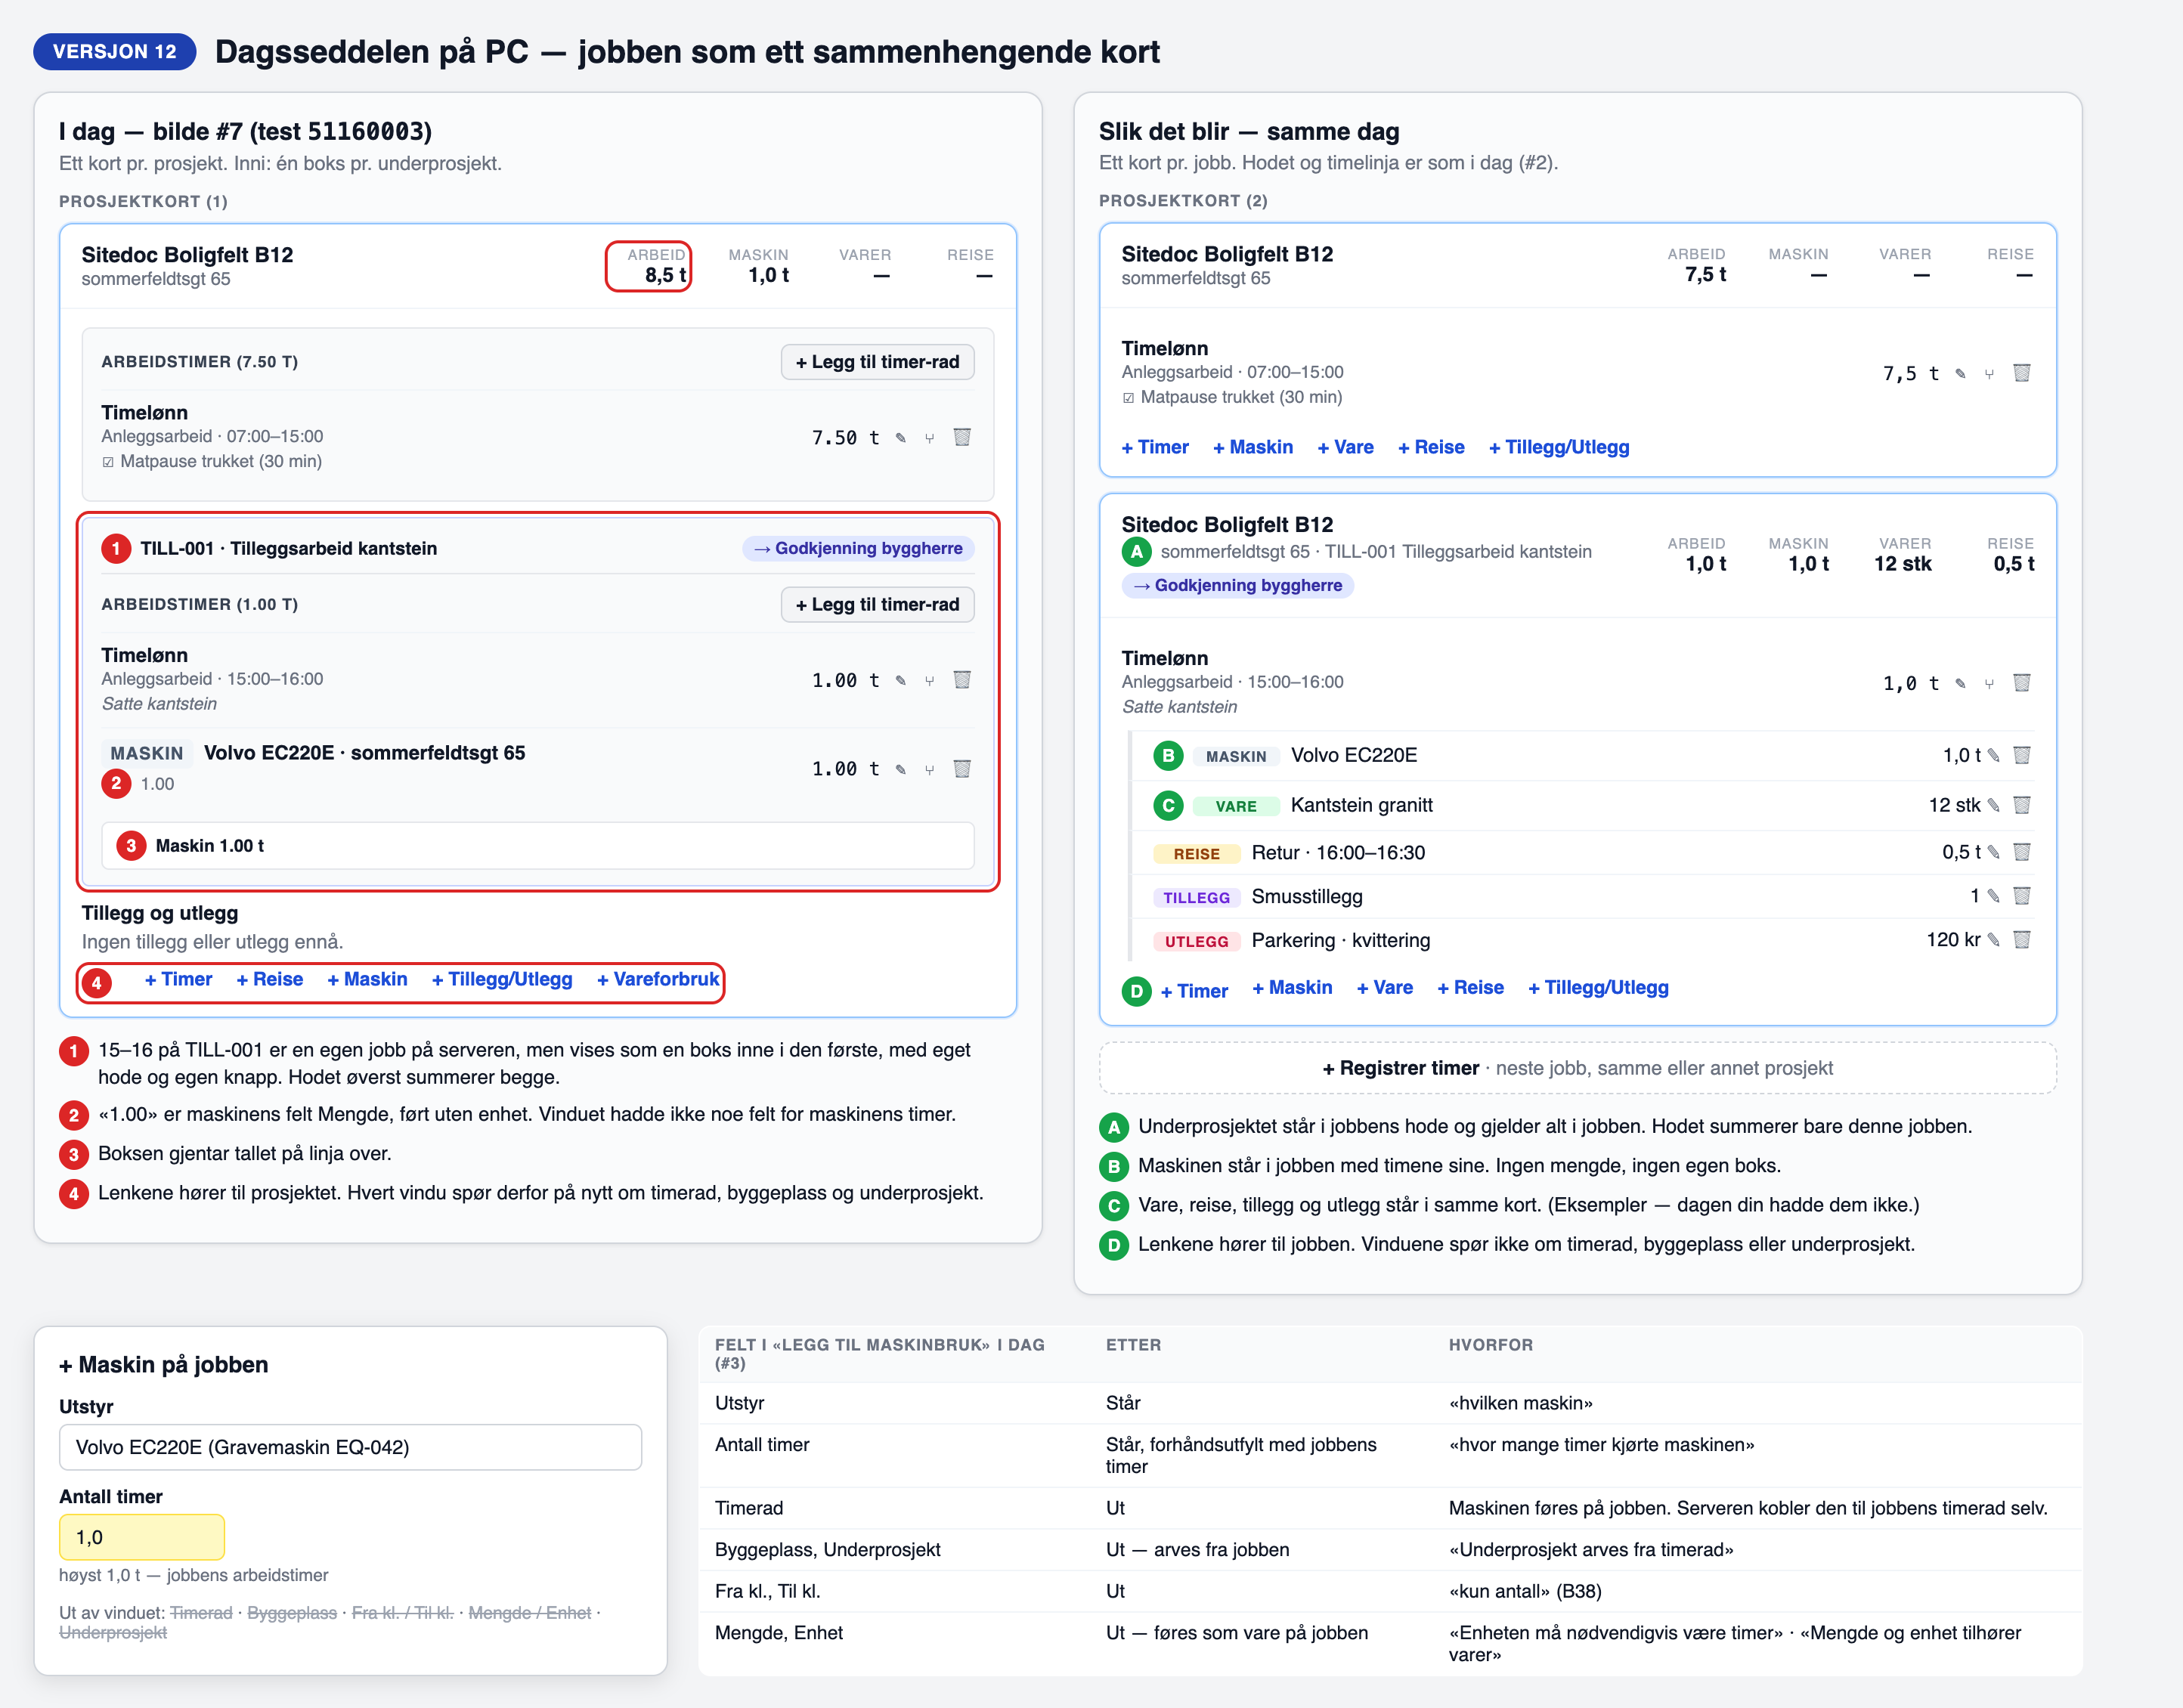 VERSJON 12
Dagsseddelen på PC — jobben som ett sammenhengende kort
I dag — bilde #7 (test 51160003)
Ett kort pr. prosjekt. Inni: én boks pr. underprosjekt.
PROSJEKTKORT (1)
Sitedoc Boligfelt B12
sommerfeldtsgt 65
ARBEID
8,5 t
MASKIN
1,0 t
VARER
—
REISE
—
ARBEIDSTIMER (7.50 T)
+ Legg til timer-rad
Timelønn
Anleggsarbeid · 07:00–15:00
☑ Matpause trukket (30 min)
7.50 t
1 TILL-001 · Tilleggsarbeid kantstein
→ Godkjenning byggherre
ARBEIDSTIMER (1.00 T)
+ Legg til timer-rad
Timelønn
Anleggsarbeid · 15:00–16:00
Satte kantstein
1.00 t
MASKIN Volvo EC220E · sommerfeldtsgt 65
2 1.00
1.00 t
3 Maskin 1.00 t
Tillegg og utlegg
Ingen tillegg eller utlegg ennå.
4 + Timer + Reise + Maskin + Tillegg/Utlegg + Vareforbruk
1 15–16 på TILL-001 er en egen jobb på serveren, men vises som en boks inne i den første, med eget
hode og egen knapp. Hodet øverst summerer begge.
2 «1.00» er maskinens felt Mengde, ført uten enhet. Vinduet hadde ikke noe felt for maskinens timer.
3 Boksen gjentar tallet på linja over.
4 Lenkene hører til prosjektet. Hvert vindu spør derfor på nytt om timerad, byggeplass og underprosjekt.
Slik det blir — samme dag
Ett kort pr. jobb. Hodet og timelinja er som i dag (#2).
PROSJEKTKORT (2)
Sitedoc Boligfelt B12
sommerfeldtsgt 65
ARBEID
7,5 t
MASKIN
—
VARER
—
REISE
—
Timelønn
Anleggsarbeid · 07:00–15:00
☑ Matpause trukket (30 min)
7,5 t
+ Timer + Maskin + Vare + Reise + Tillegg/Utlegg
Sitedoc Boligfelt B12
A sommerfeldtsgt 65 · TILL-001 Tilleggsarbeid kantstein
→ Godkjenning byggherre
ARBEID
1,0 t
MASKIN
1,0 t
VARER
12 stk
REISE
0,5 t
Timelønn
Anleggsarbeid · 15:00–16:00
Satte kantstein
1,0 t
B MASKIN Volvo EC220E 1,0 t
C VARE Kantstein granitt 12 stk
REISE Retur · 16:00–16:30 0,5 t
TILLEGG Smusstillegg 1
UTLEGG Parkering · kvittering 120 kr
D + Timer + Maskin + Vare + Reise + Tillegg/Utlegg
+ Registrer timer · neste jobb, samme eller annet prosjekt
A Underprosjektet står i jobbens hode og gjelder alt i jobben. Hodet summerer bare denne jobben.
B Maskinen står i jobben med timene sine. Ingen mengde, ingen egen boks.
C Vare, reise, tillegg og utlegg står i samme kort. (Eksempler — dagen din hadde dem ikke.)
D Lenkene hører til jobben. Vinduene spør ikke om timerad, byggeplass eller underprosjekt.
+ Maskin på jobben
Utstyr
Volvo EC220E (Gravemaskin EQ-042)
Antall timer
1,0
høyst 1,0 t — jobbens arbeidstimer
Ut av vinduet: Timerad · Byggeplass · Fra kl. / Til kl. · Mengde / Enhet ·
Underprosjekt
FELT I «LEGG TIL MASKINBRUK» I DAG
(#3)
ETTER
HVORFOR
Utstyr
Står
«hvilken maskin»
Antall timer
Står, forhåndsutfylt med jobbens
timer
«hvor mange timer kjørte maskinen»
Timerad
Ut
Maskinen føres på jobben. Serveren kobler den til jobbens timerad selv.
Byggeplass, Underprosjekt
Ut — arves fra jobben
«Underprosjekt arves fra timerad»
Fra kl., Til kl.
Ut
«kun antall» (B38)
Mengde, Enhet
Ut — føres som vare på jobben
«Enheten må nødvendigvis være timer» · «Mengde og enhet tilhører
varer»